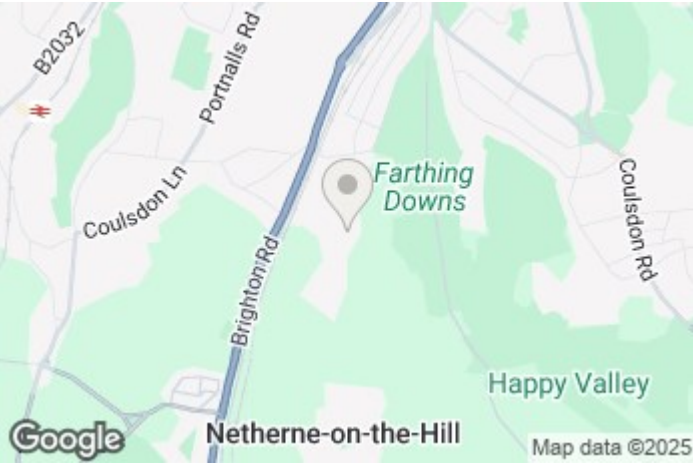 B2032
Portnalls Rd
Farthing
Downs
Coulsdon Ln
Coulsdon Rd
Brighton Rd
Happy Valley
Netherne-on-the-Hill
Google
Map data ©2025